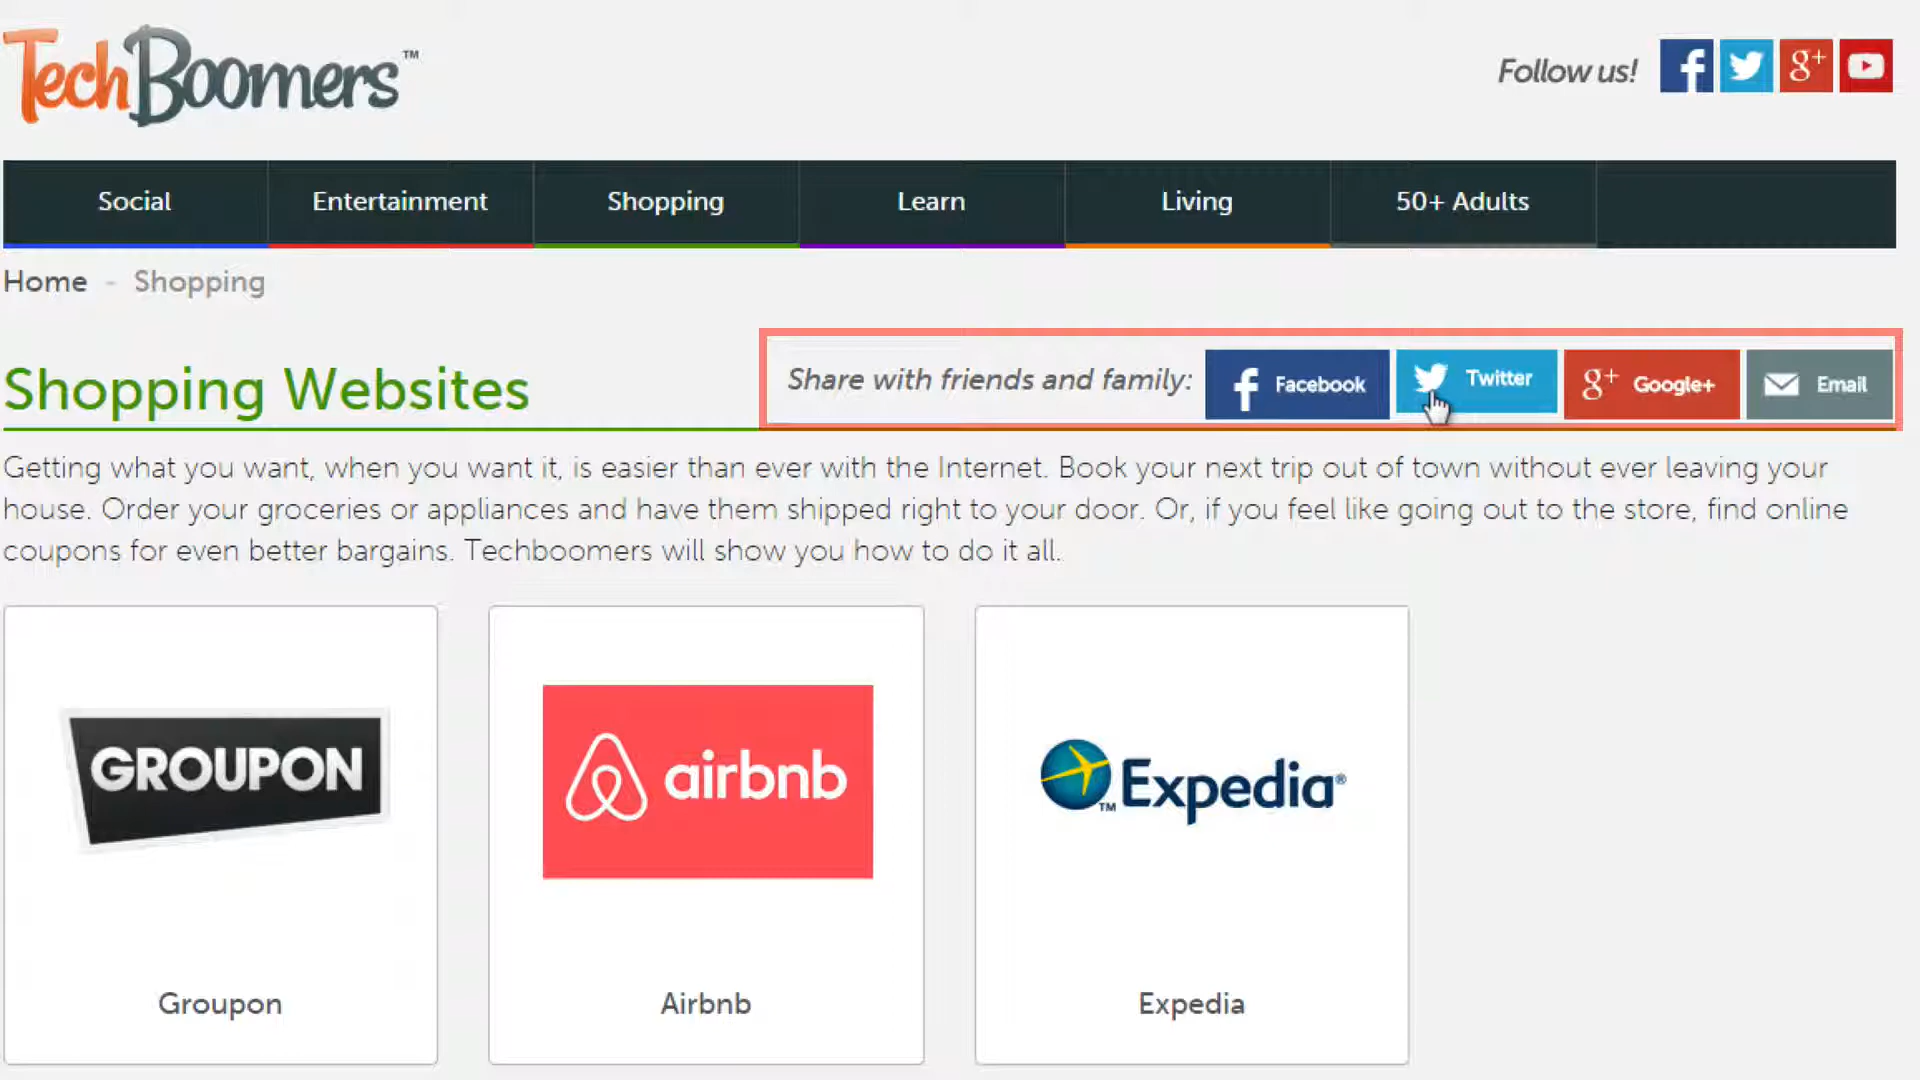 TechBoomers™
Follow us!
Social Entertainment Shopping Learn Living 50+ Adults
Home - Shopping
Shopping Websites
Share with friends and family: Facebook Twitter g+ Google+ Email
Getting what you want, when you want it, is easier than ever with the Internet. Book your next trip out of town without ever leaving your
house. Order your groceries or appliances and have them shipped right to your door. Or, if you feel like going out to the store, find online
coupons for even better bargains. Techboomers will show you how to do it all.
GROUPON
airbnb
™Expedia®
Groupon Airbnb Expedia